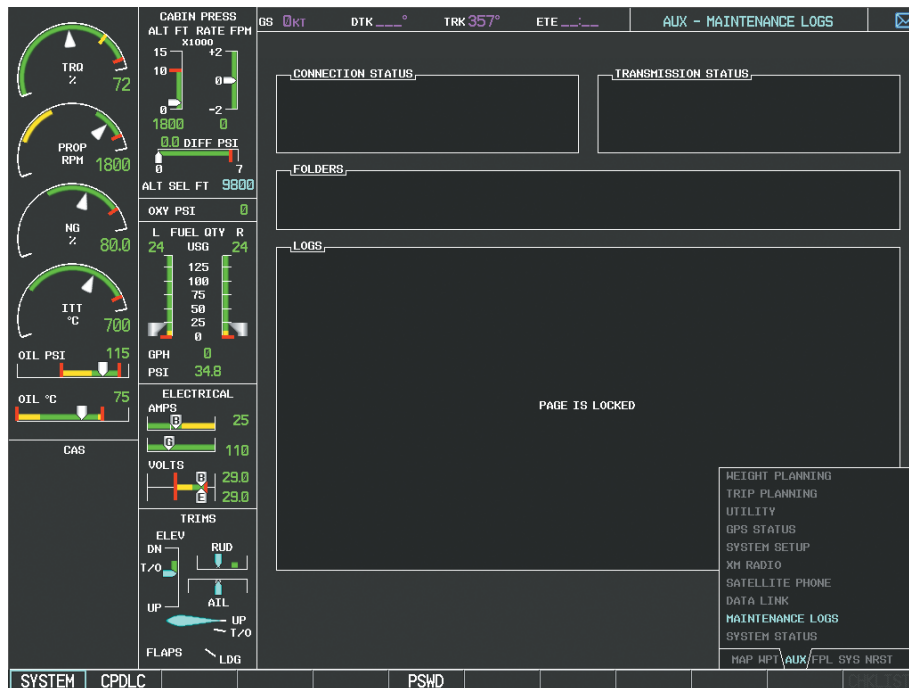 GS 0KT DTK ___° TRK 357° ETE __:__ AUX - MAINTENANCE LOGS
TRQ
%
72
PROP
RPM
1800
NG
%
80.0
ITT
°C
700
OIL PSI 115
OIL °C 75
CAS
CABIN PRESS
ALT FT RATE FPM
X1000
15 +2
10
0
0 -2
1800 0
0.0 DIFF PSI
0 7
ALT SEL FT 9800
OXY PSI 0
L FUEL QTY R
24 USG 24
125
100
75
50
25
0
GPH 0
PSI 34.8
ELECTRICAL
AMPS
B 25
G 110
VOLTS
B 29.0
E 29.0
TRIMS
ELEV
DN RUD
T/O
AIL
UP
UP
T/O
FLAPS LDG
CONNECTION STATUS
TRANSMISSION STATUS
FOLDERS
LOGS
PAGE IS LOCKED
WEIGHT PLANNING
TRIP PLANNING
UTILITY
GPS STATUS
SYSTEM SETUP
XM RADIO
SATELLITE PHONE
DATA LINK
MAINTENANCE LOGS
SYSTEM STATUS
MAP WPT AUX FPL SYS NRST
SYSTEM CPDLC PSWD CHKLIST